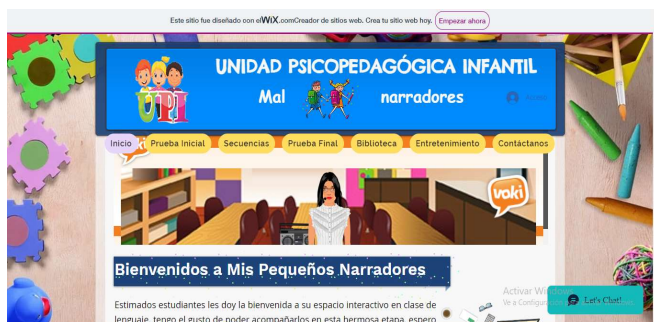 Este sitio fue diseñado con el WiX.com Creador de sitios web. Crea tu sitio web hoy. Empezar ahora
UNIDAD PSICOPEDAGÓGICA INFANTIL
Mal narradores
UPI
Inicio Prueba Inicial Secuencias Prueba Final Biblioteca Entretenimiento Contáctanos
voki
Bienvenidos a Mis Pequeños Narradores
Estimados estudiantes les doy la bienvenida a su espacio interactivo en clase de
lenguaje, tengo el gusto de poder acompañarlos en esta hermosa etapa, espero
Activar Wi
Ve a Configu
Let's Chat!